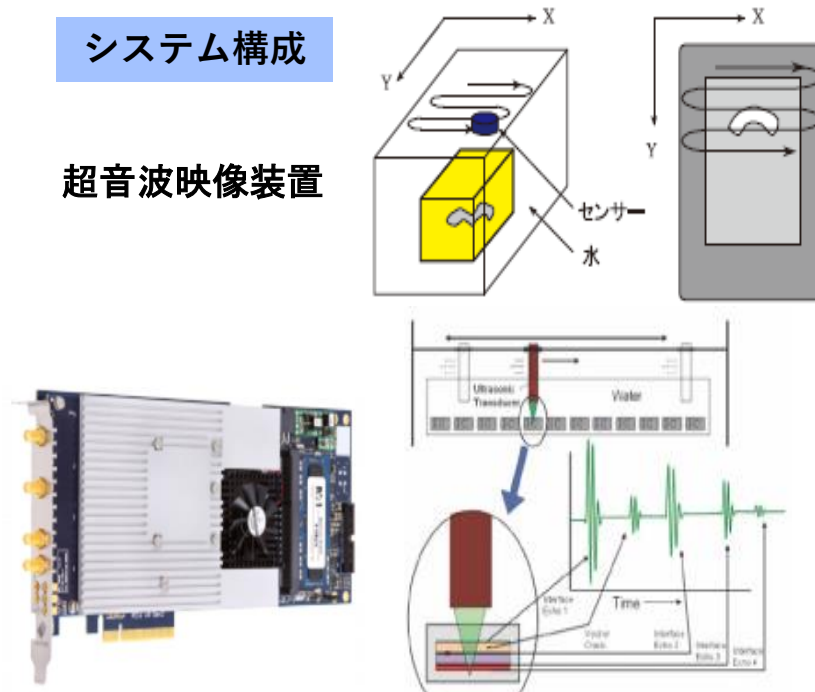 システム構成
超音波映像装置
X
Y
センサー
水
X
Y
Ultrasonic
Transducer
Water
Time
Interface
Echo 1
Interface
Echo 2
Interface
Echo 3
Interface
Echo 4